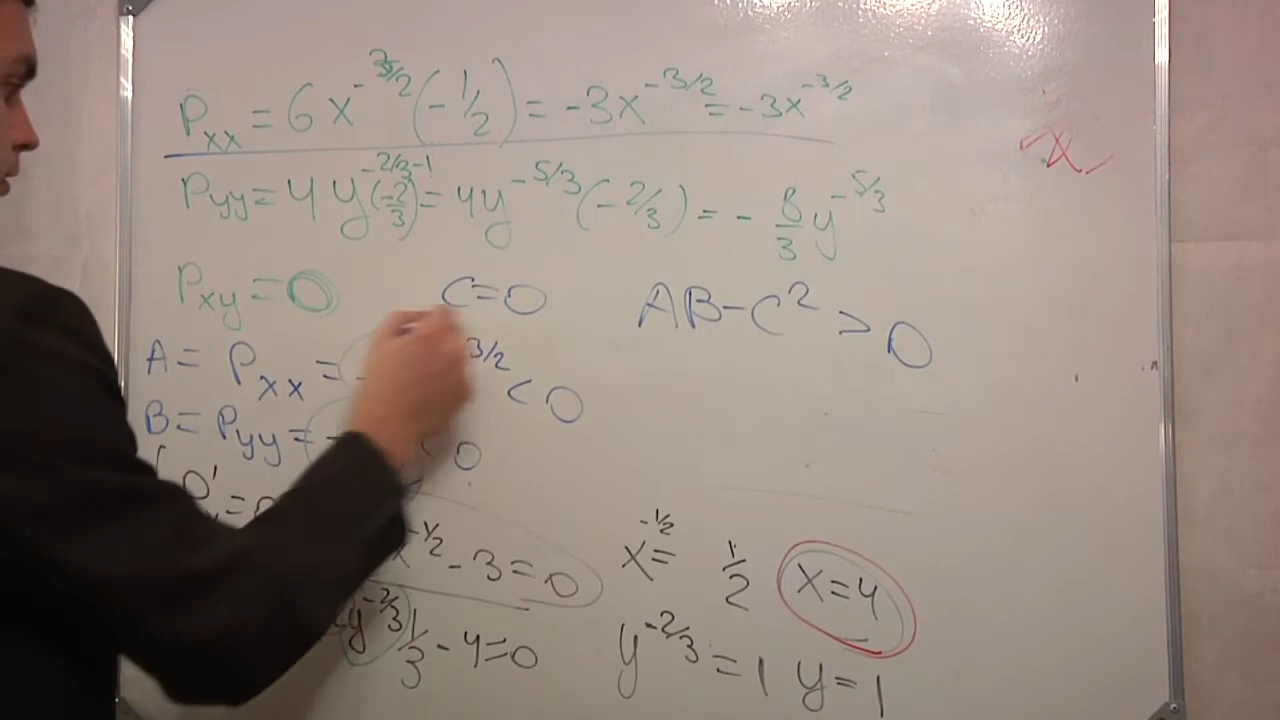 Pxx = 6x^-3/2 (-1/2) = -3x^-3/2 = -3x^-3/2
Pyy = 4y^-2/3-1 (-2/3) = 4y^-5/3 (-2/3) = - 8/3 y^-5/3
Pxy = 0 C=0 AB-C² > 0
A = Pxx = 3/2 < 0
B = Pyy = - < 0
x^-1/2 - 3 = 0 x^-1/2 = 1/2 x=4
y^-2/3 1/3 - 4=0 y^-2/3 = 1 y=1
x